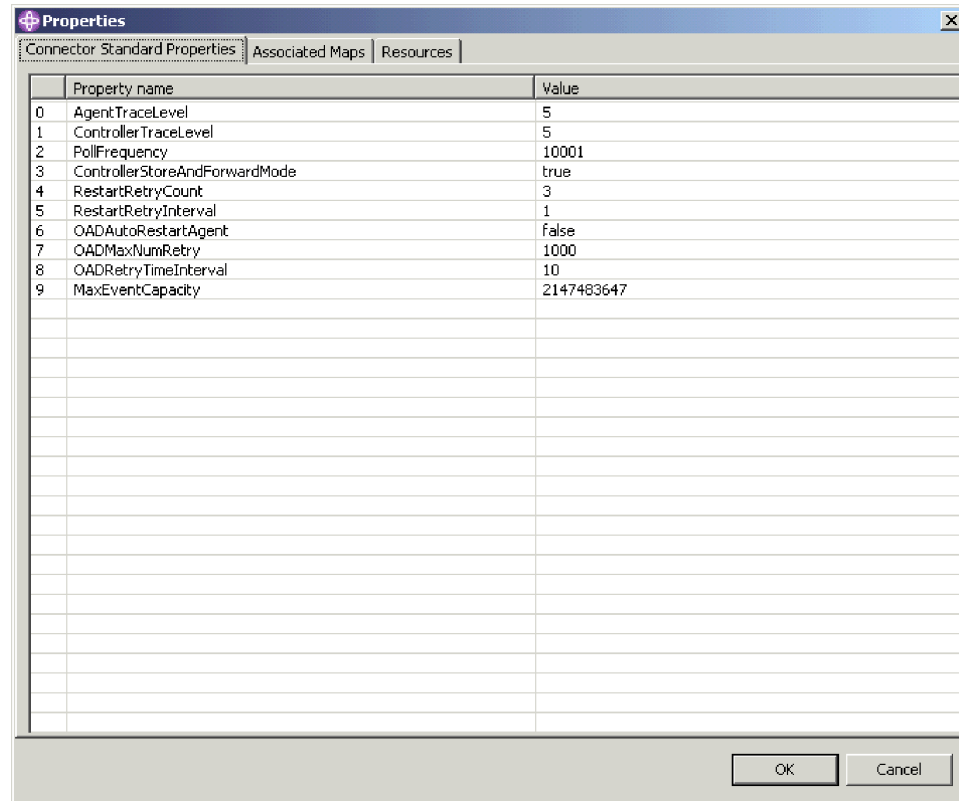 Properties
Connector Standard Properties Associated Maps Resources
Property name Value
0 AgentTraceLevel 5
1 ControllerTraceLevel 5
2 PollFrequency 10001
3 ControllerStoreAndForwardMode true
4 RestartRetryCount 3
5 RestartRetryInterval 1
6 OADAutoRestartAgent false
7 OADMaxNumRetry 1000
8 OADRetryTimeInterval 10
9 MaxEventCapacity 2147483647
OK Cancel